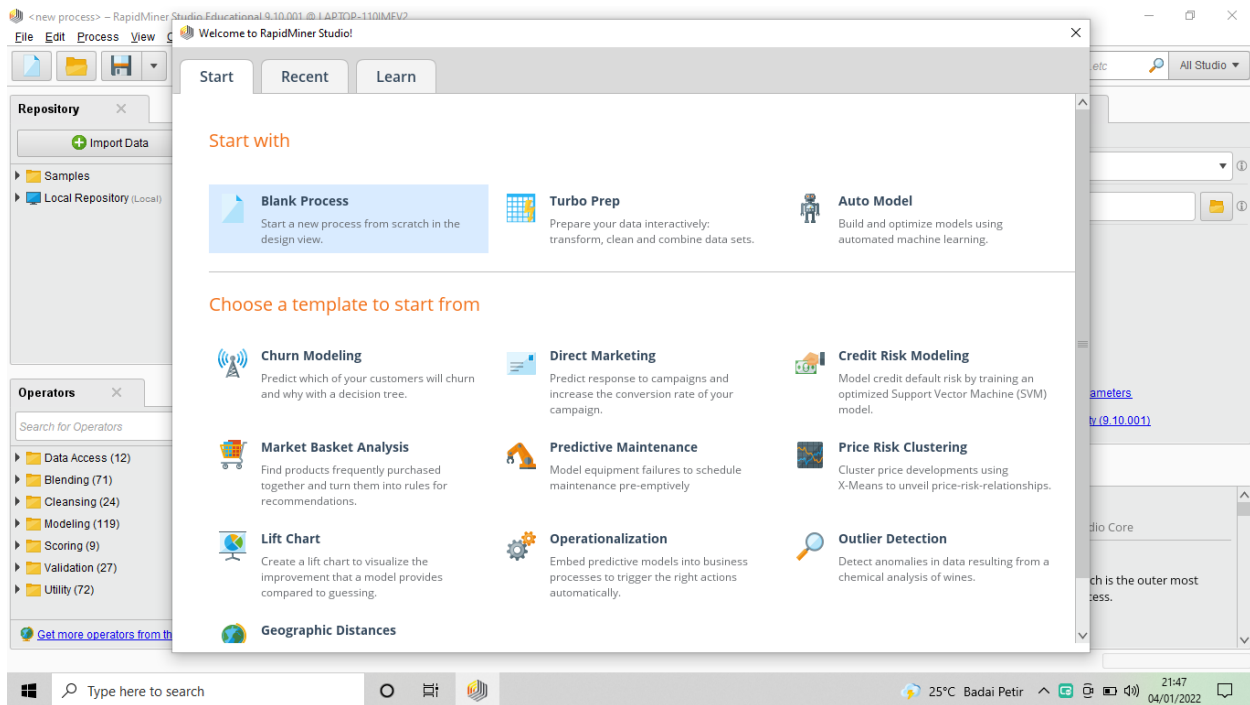 <new process> – RapidMiner Studio Educational 9.10.001 @ LAPTOP-110IMEV2
File Edit Process View
Welcome to RapidMiner Studio!
Start Recent Learn
etc
All Studio
Repository
Import Data
Samples
Local Repository (Local)
Start with
Blank Process
Start a new process from scratch in the
design view.
Turbo Prep
Prepare your data interactively:
transform, clean and combine data sets.
Auto Model
Build and optimize models using
automated machine learning.
Choose a template to start from
Churn Modeling
Predict which of your customers will churn
and why with a decision tree.
Direct Marketing
Predict response to campaigns and
increase the conversion rate of your
campaign.
Credit Risk Modeling
Model credit default risk by training an
optimized Support Vector Machine (SVM)
model.
Market Basket Analysis
Find products frequently purchased
together and turn them into rules for
recommendations.
Predictive Maintenance
Model equipment failures to schedule
maintenance pre-emptively
Price Risk Clustering
Cluster price developments using
X-Means to unveil price-risk-relationships.
Lift Chart
Create a lift chart to visualize the
improvement that a model provides
compared to guessing.
Operationalization
Embed predictive models into business
processes to trigger the right actions
automatically.
Outlier Detection
Detect anomalies in data resulting from a
chemical analysis of wines.
Geographic Distances
Operators
Search for Operators
Data Access (12)
Blending (71)
Cleansing (24)
Modeling (119)
Scoring (9)
Validation (27)
Utility (72)
Get more operators from th
ameters
(9.10.001)
dio Core
ch is the outer most
cess.
Type here to search
25°C Badai Petir
21:47
04/01/2022